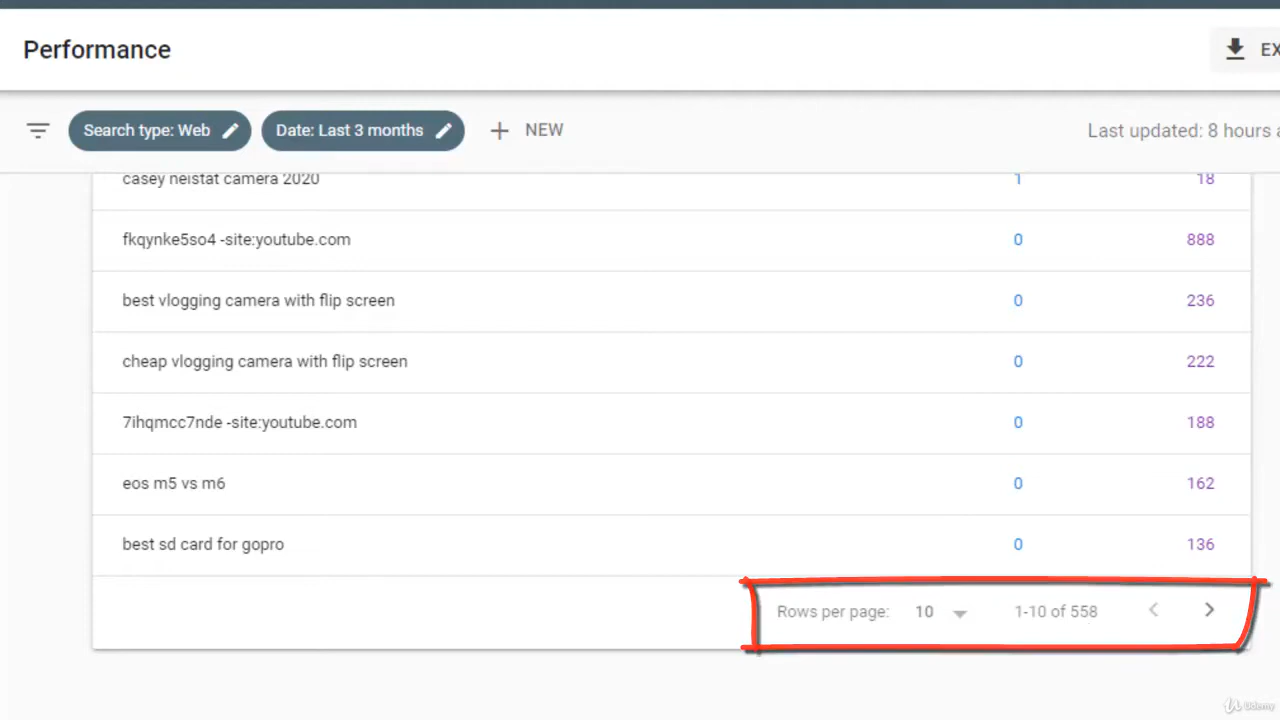 Performance
EX
Search type: Web
Date: Last 3 months
NEW
Last updated: 8 hours a
casey neistat camera 2020 1 18
fkqynke5so4 -site:youtube.com 0 888
best vlogging camera with flip screen 0 236
cheap vlogging camera with flip screen 0 222
7ihqmcc7nde -site:youtube.com 0 188
eos m5 vs m6 0 162
best sd card for gopro 0 136
Rows per page: 10 1-10 of 558
Udemy